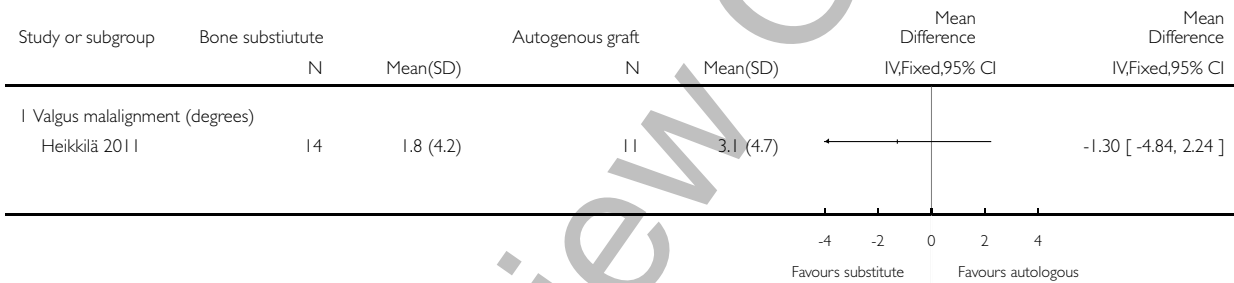 Mean Mean
Study or subgroup Bone substiutute Autogenous graft Difference Difference
N Mean(SD) N Mean(SD) IV,Fixed,95% CI IV,Fixed,95% CI
1 Valgus malalignment (degrees)
Heikkilä 2011 14 1.8 (4.2) 11 3.1 (4.7) -1.30 [ -4.84, 2.24 ]
-4 -2 0 2 4
Favours substitute Favours autologous